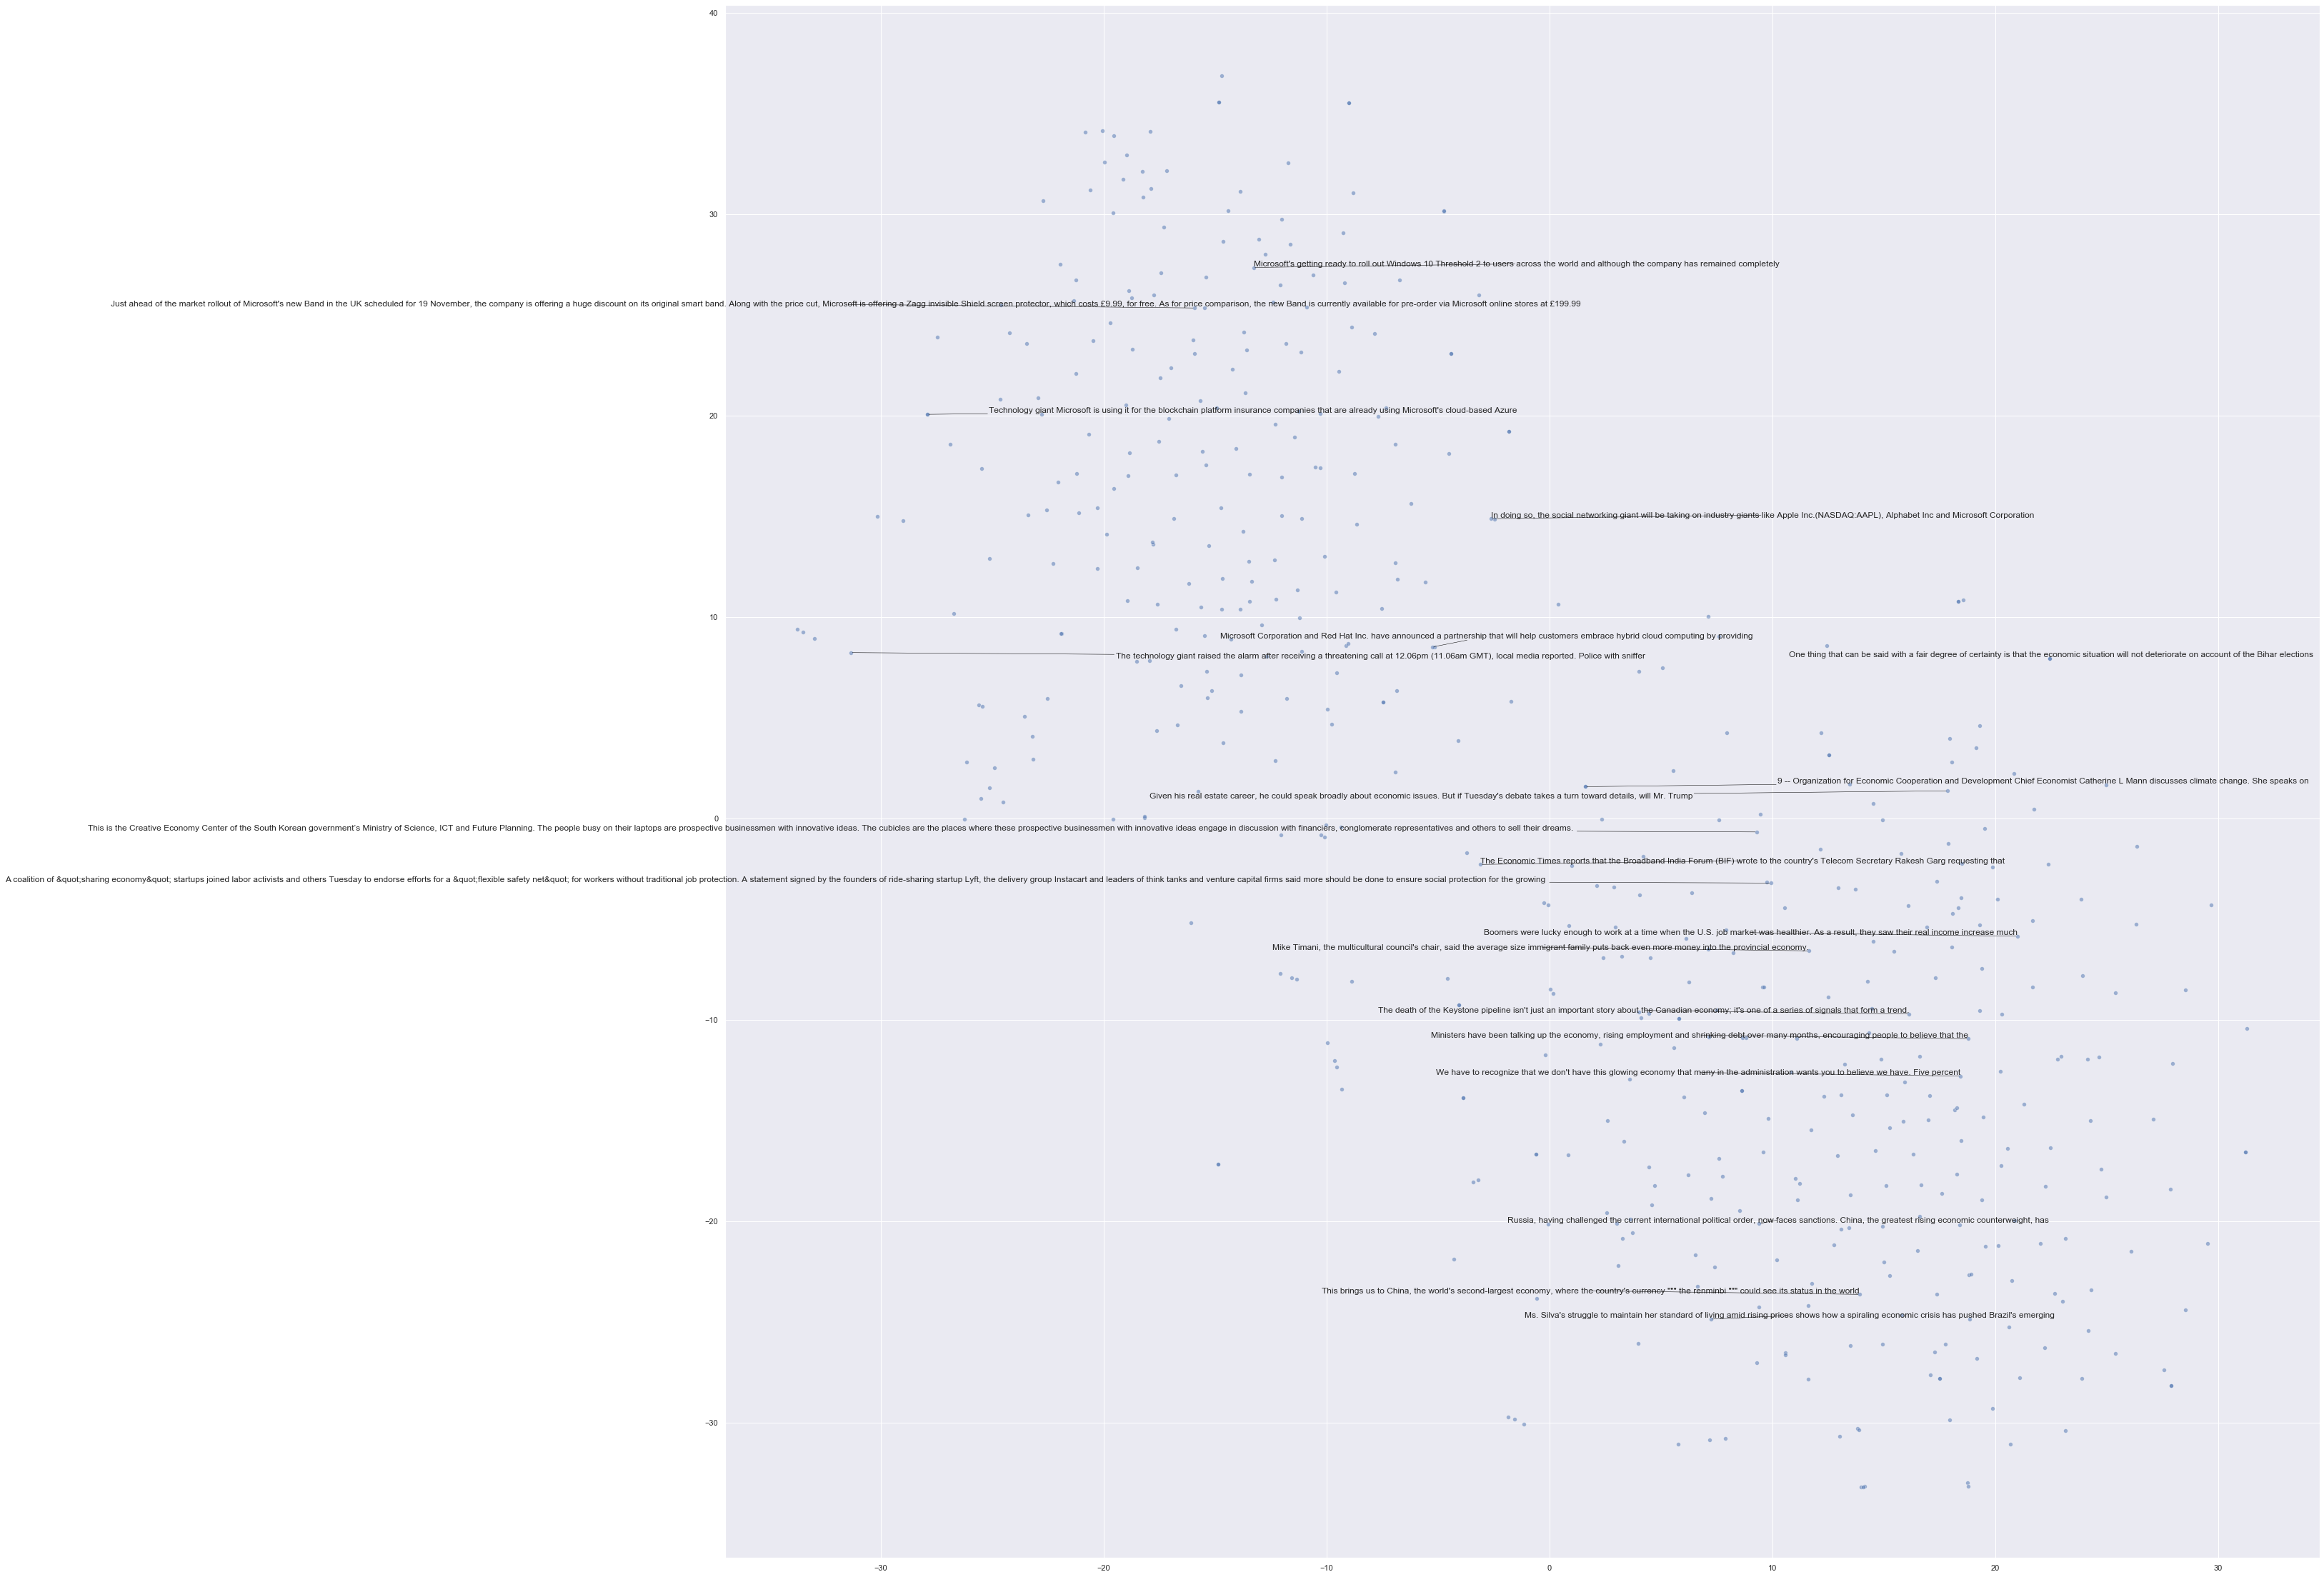 40
30
Microsoft's getting ready to roll out Windows 10 Threshold 2 to users across the world and although the company has remained completely
Just ahead of the market rollout of Microsoft's new Band in the UK scheduled for 19 November, the company is offering a huge discount on its original smart band. Along with the price cut, Microsoft is offering a Zagg invisible Shield screen protector, which costs £9.99, for free. As for price comparison, the new Band is currently available for pre-order via Microsoft online stores at £199.99
20
Technology giant Microsoft is using it for the blockchain platform insurance companies that are already using Microsoft's cloud-based Azure
In doing so, the social networking giant will be taking on industry giants like Apple Inc.(NASDAQ:AAPL), Alphabet Inc and Microsoft Corporation
10
Microsoft Corporation and Red Hat Inc. have announced a partnership that will help customers embrace hybrid cloud computing by providing
The technology giant raised the alarm after receiving a threatening call at 12.06pm (11.06am GMT), local media reported. Police with sniffer
One thing that can be said with a fair degree of certainty is that the economic situation will not deteriorate on account of the Bihar elections
9 -- Organization for Economic Cooperation and Development Chief Economist Catherine L Mann discusses climate change. She speaks on
Given his real estate career, he could speak broadly about economic issues. But if Tuesday's debate takes a turn toward details, will Mr. Trump
0
This is the Creative Economy Center of the South Korean government's Ministry of Science, ICT and Future Planning. The people busy on their laptops are prospective businessmen with innovative ideas. The cubicles are the places where these prospective businessmen with innovative ideas engage in discussion with financiers, conglomerate representatives and others to sell their dreams.
The Economic Times reports that the Broadband India Forum (BIF) wrote to the country's Telecom Secretary Rakesh Garg requesting that
A coalition of &quot;sharing economy&quot; startups joined labor activists and others Tuesday to endorse efforts for a &quot;flexible safety net&quot; for workers without traditional job protection. A statement signed by the founders of ride-sharing startup Lyft, the delivery group Instacart and leaders of think tanks and venture capital firms said more should be done to ensure social protection for the growing
Boomers were lucky enough to work at a time when the U.S. job market was healthier. As a result, they saw their real income increase much
Mike Timani, the multicultural council's chair, said the average size immigrant family puts back even more money into the provincial economy
−10
The death of the Keystone pipeline isn't just an important story about the Canadian economy; it's one of a series of signals that form a trend
Ministers have been talking up the economy, rising employment and shrinking debt over many months, encouraging people to believe that the
We have to recognize that we don't have this glowing economy that many in the administration wants you to believe we have. Five percent
−20
Russia, having challenged the current international political order, now faces sanctions. China, the greatest rising economic counterweight, has
This brings us to China, the world's second-largest economy, where the country's currency """ the renminbi """ could see its status in the world
Ms. Silva's struggle to maintain her standard of living amid rising prices shows how a spiraling economic crisis has pushed Brazil's emerging
−30
−30 −20 −10 0 10 20 30